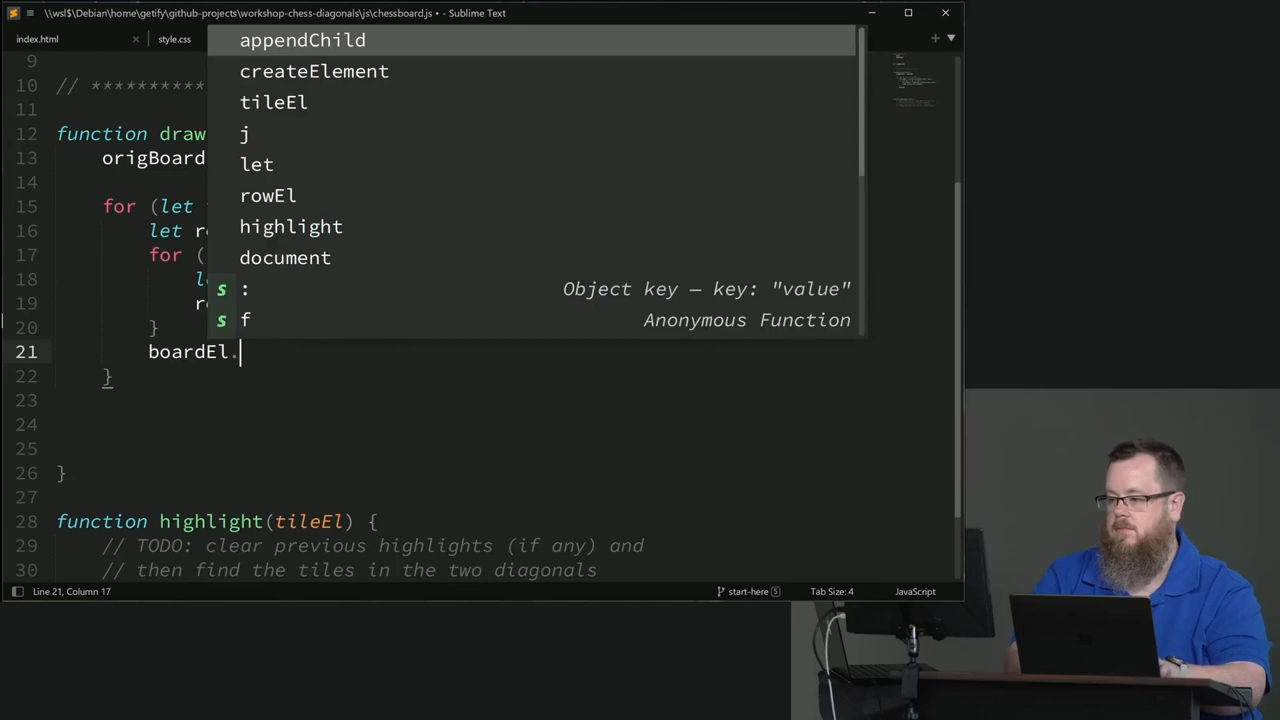 \\wsl$\Debian\home\getify\github-projects\workshop-chess-diagonals\js\chessboard.js • - Sublime Text
index.html
style.css
appendChild
createElement
tileEl
j
let
rowEl
highlight
document
s : Object key — key: "value"
s f Anonymous Function
9
10 // **********
11
12 function draw
13 origBoard
14
15 for (let
16 let r
17 for (
18 l
19 r
20 }
21 boardEl.
22 }
23
24
25
26 }
27
28 function highlight(tileEl) {
29 // TODO: clear previous highlights (if any) and
30 // then find the tiles in the two diagonals
Line 21, Column 17
start-here 5
Tab Size: 4
JavaScript